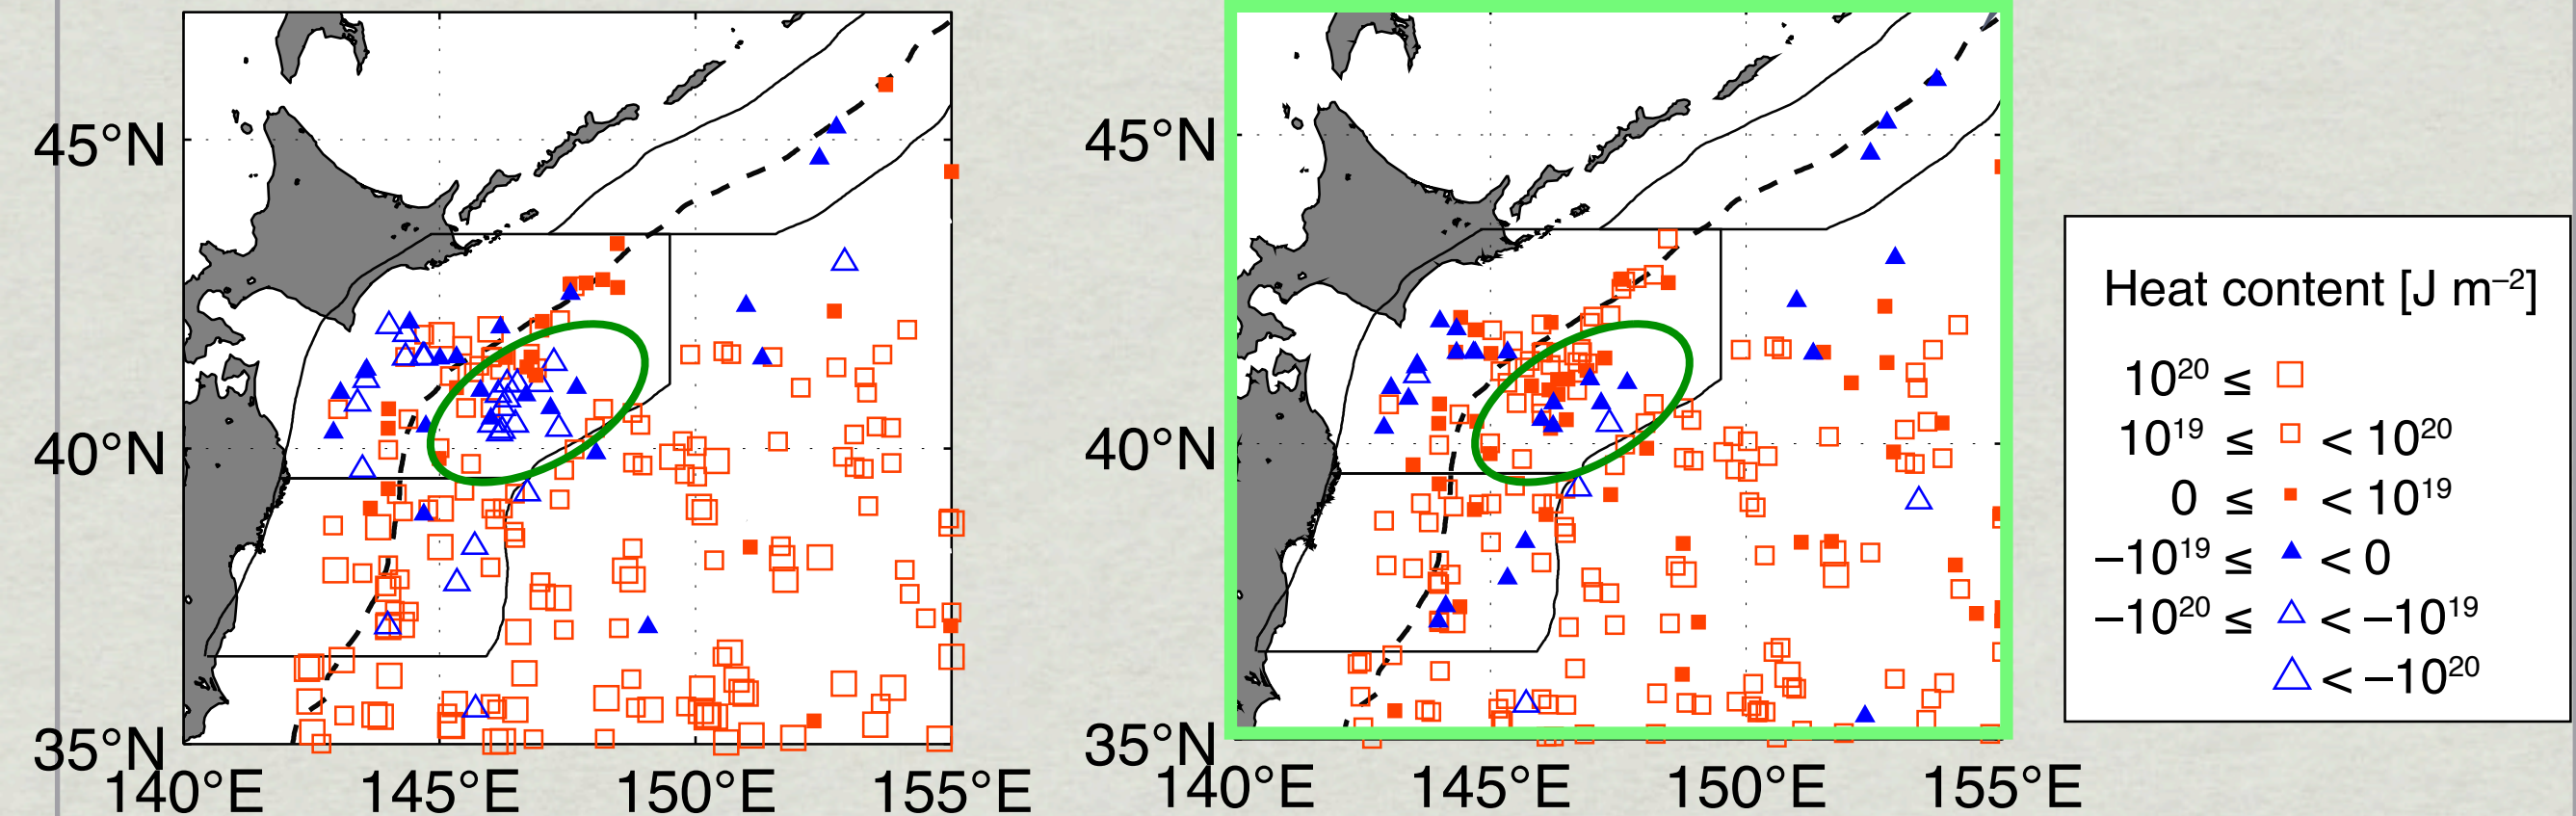 45°N
40°N
35°N
140°E 145°E 150°E 155°E
45°N
40°N
35°N
140°E 145°E 150°E 155°E
Heat content [J m⁻²]
10²⁰ ≤
10¹⁹ ≤ < 10²⁰
0 ≤ < 10¹⁹
–10¹⁹ ≤ < 0
–10²⁰ ≤ < –10¹⁹
< –10²⁰